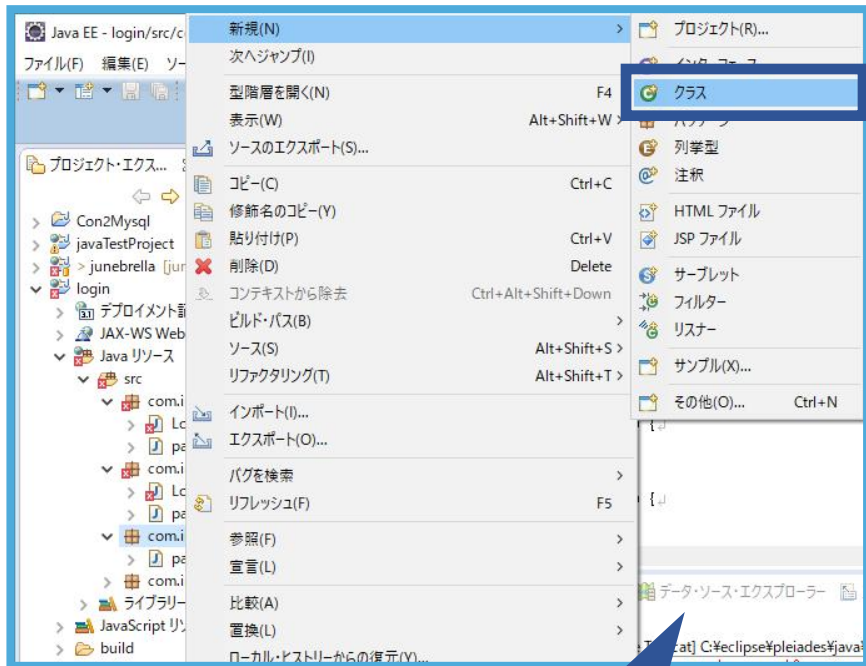 Java EE - login/src/c
ファイル(F) 編集(E) ソー
プロジェクト・エクス...
Con2Mysql
javaTestProject
> junebrella [jun
login
デプロイメント記
JAX-WS Web
Java リソース
src
com.i
Lo
pa
com.i
Lo
pa
com.i
pa
com.i
ライブラリー
JavaScript リソ
build
新規(N)
次へジャンプ(I)
型階層を開く(N) F4
表示(W) Alt+Shift+W
ソースのエクスポート(S)...
コピー(C) Ctrl+C
修飾名のコピー(Y)
貼り付け(P) Ctrl+V
削除(D) Delete
コンテキストから除去 Ctrl+Alt+Shift+Down
ビルド・パス(B)
ソース(S) Alt+Shift+S
リファクタリング(T) Alt+Shift+T
インポート(I)...
エクスポート(O)...
バグを検索
リフレッシュ(F) F5
参照(F)
宣言(L)
比較(A)
置換(L)
ローカル・ヒストリーからの復元(Y)...
プロジェクト(R)...
クラス
列挙型
注釈
HTML ファイル
JSP ファイル
サーブレット
フィルター
リスナー
サンプル(X)...
その他(O)... Ctrl+N
{
{
データ・ソース・エクスプローラー
cat] C:¥eclipse¥pleiades¥java¥